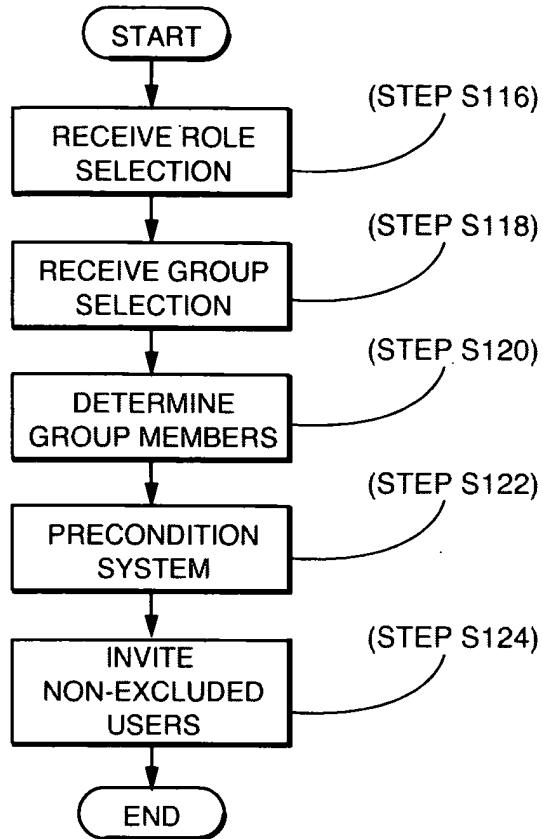 START
(STEP S116)
RECEIVE ROLE
SELECTION
(STEP S118)
RECEIVE GROUP
SELECTION
(STEP S120)
DETERMINE
GROUP MEMBERS
(STEP S122)
PRECONDITION
SYSTEM
(STEP S124)
INVITE
NON-EXCLUDED
USERS
END